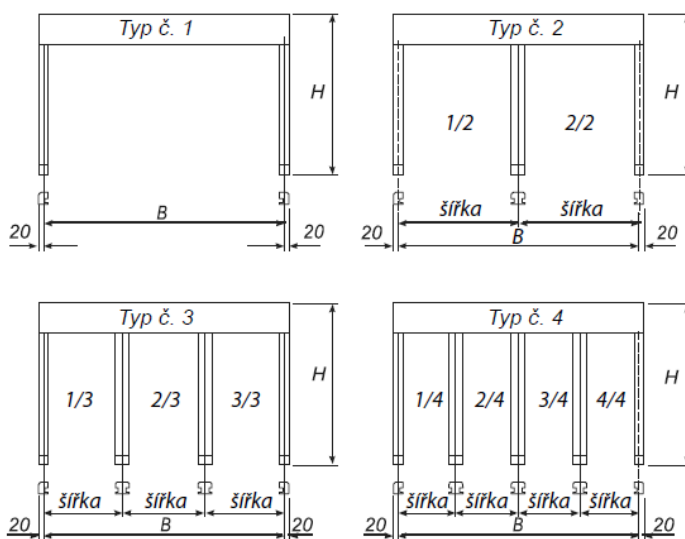 Typ č. 1
H
B
20
20
Typ č. 2
H
1/2
2/2
šířka
šířka
20
B
20
Typ č. 3
H
1/3
2/3
3/3
šířka
šířka
šířka
20
B
20
Typ č. 4
H
1/4
2/4
3/4
4/4
šířka
šířka
šířka
šířka
20
B
20